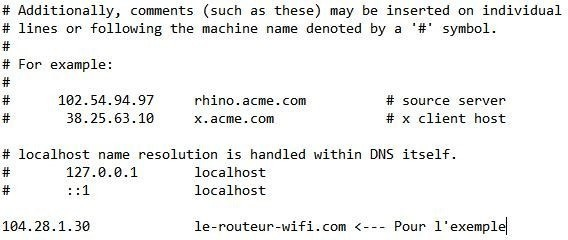 # Additionally, comments (such as these) may be inserted on individual
# lines or following the machine name denoted by a '#' symbol.
#
# For example:
#
#      102.54.94.97     rhino.acme.com          # source server
#       38.25.63.10     x.acme.com              # x client host

# localhost name resolution is handled within DNS itself.
#       127.0.0.1       localhost
#       ::1             localhost

104.28.1.30             le-routeur-wifi.com <--- Pour l'exemple